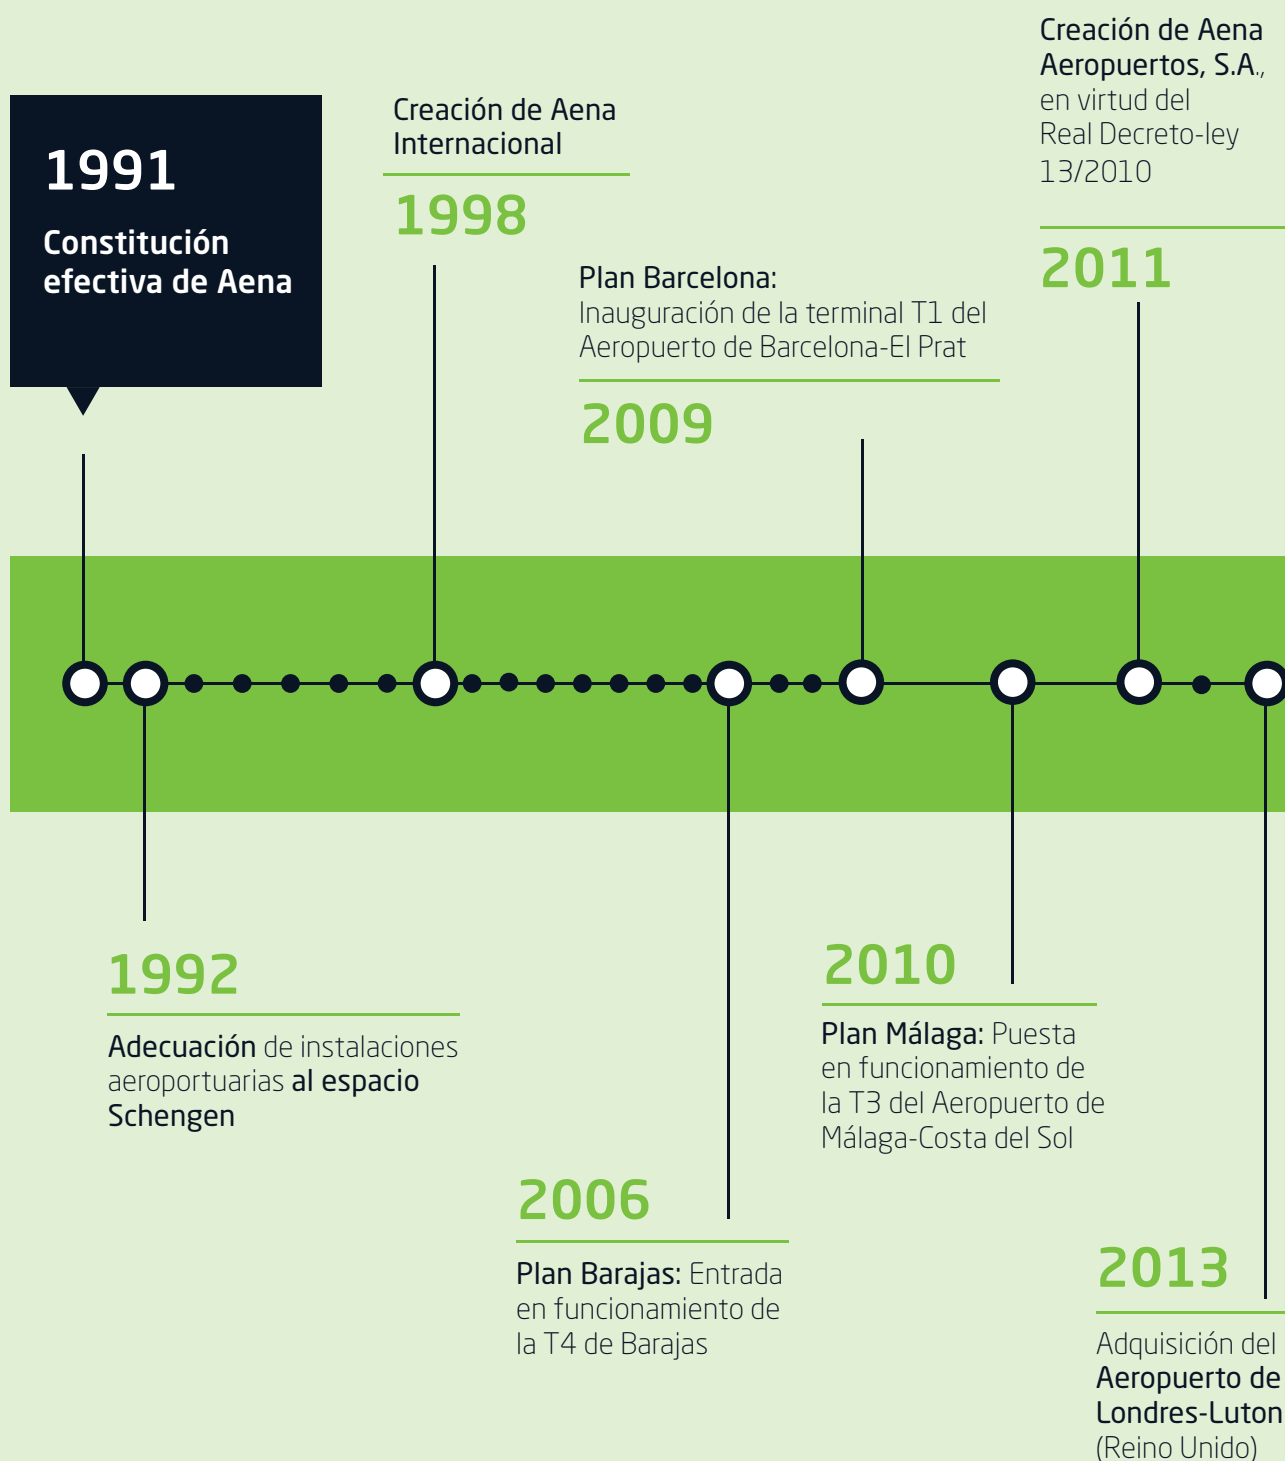 1991
Constitución
efectiva de Aena
Creación de Aena
Internacional
1998
Plan Barcelona:
Inauguración de la terminal T1 del
Aeropuerto de Barcelona-El Prat
2009
Creación de Aena
Aeropuertos, S.A.,
en virtud del
Real Decreto-ley
13/2010
2011
1992
Adecuación de instalaciones
aeroportuarias al espacio
Schengen
2006
Plan Barajas: Entrada
en funcionamiento de
la T4 de Barajas
2010
Plan Málaga: Puesta
en funcionamiento de
la T3 del Aeropuerto de
Málaga-Costa del Sol
2013
Adquisición del
Aeropuerto de
Londres-Luton
(Reino Unido)